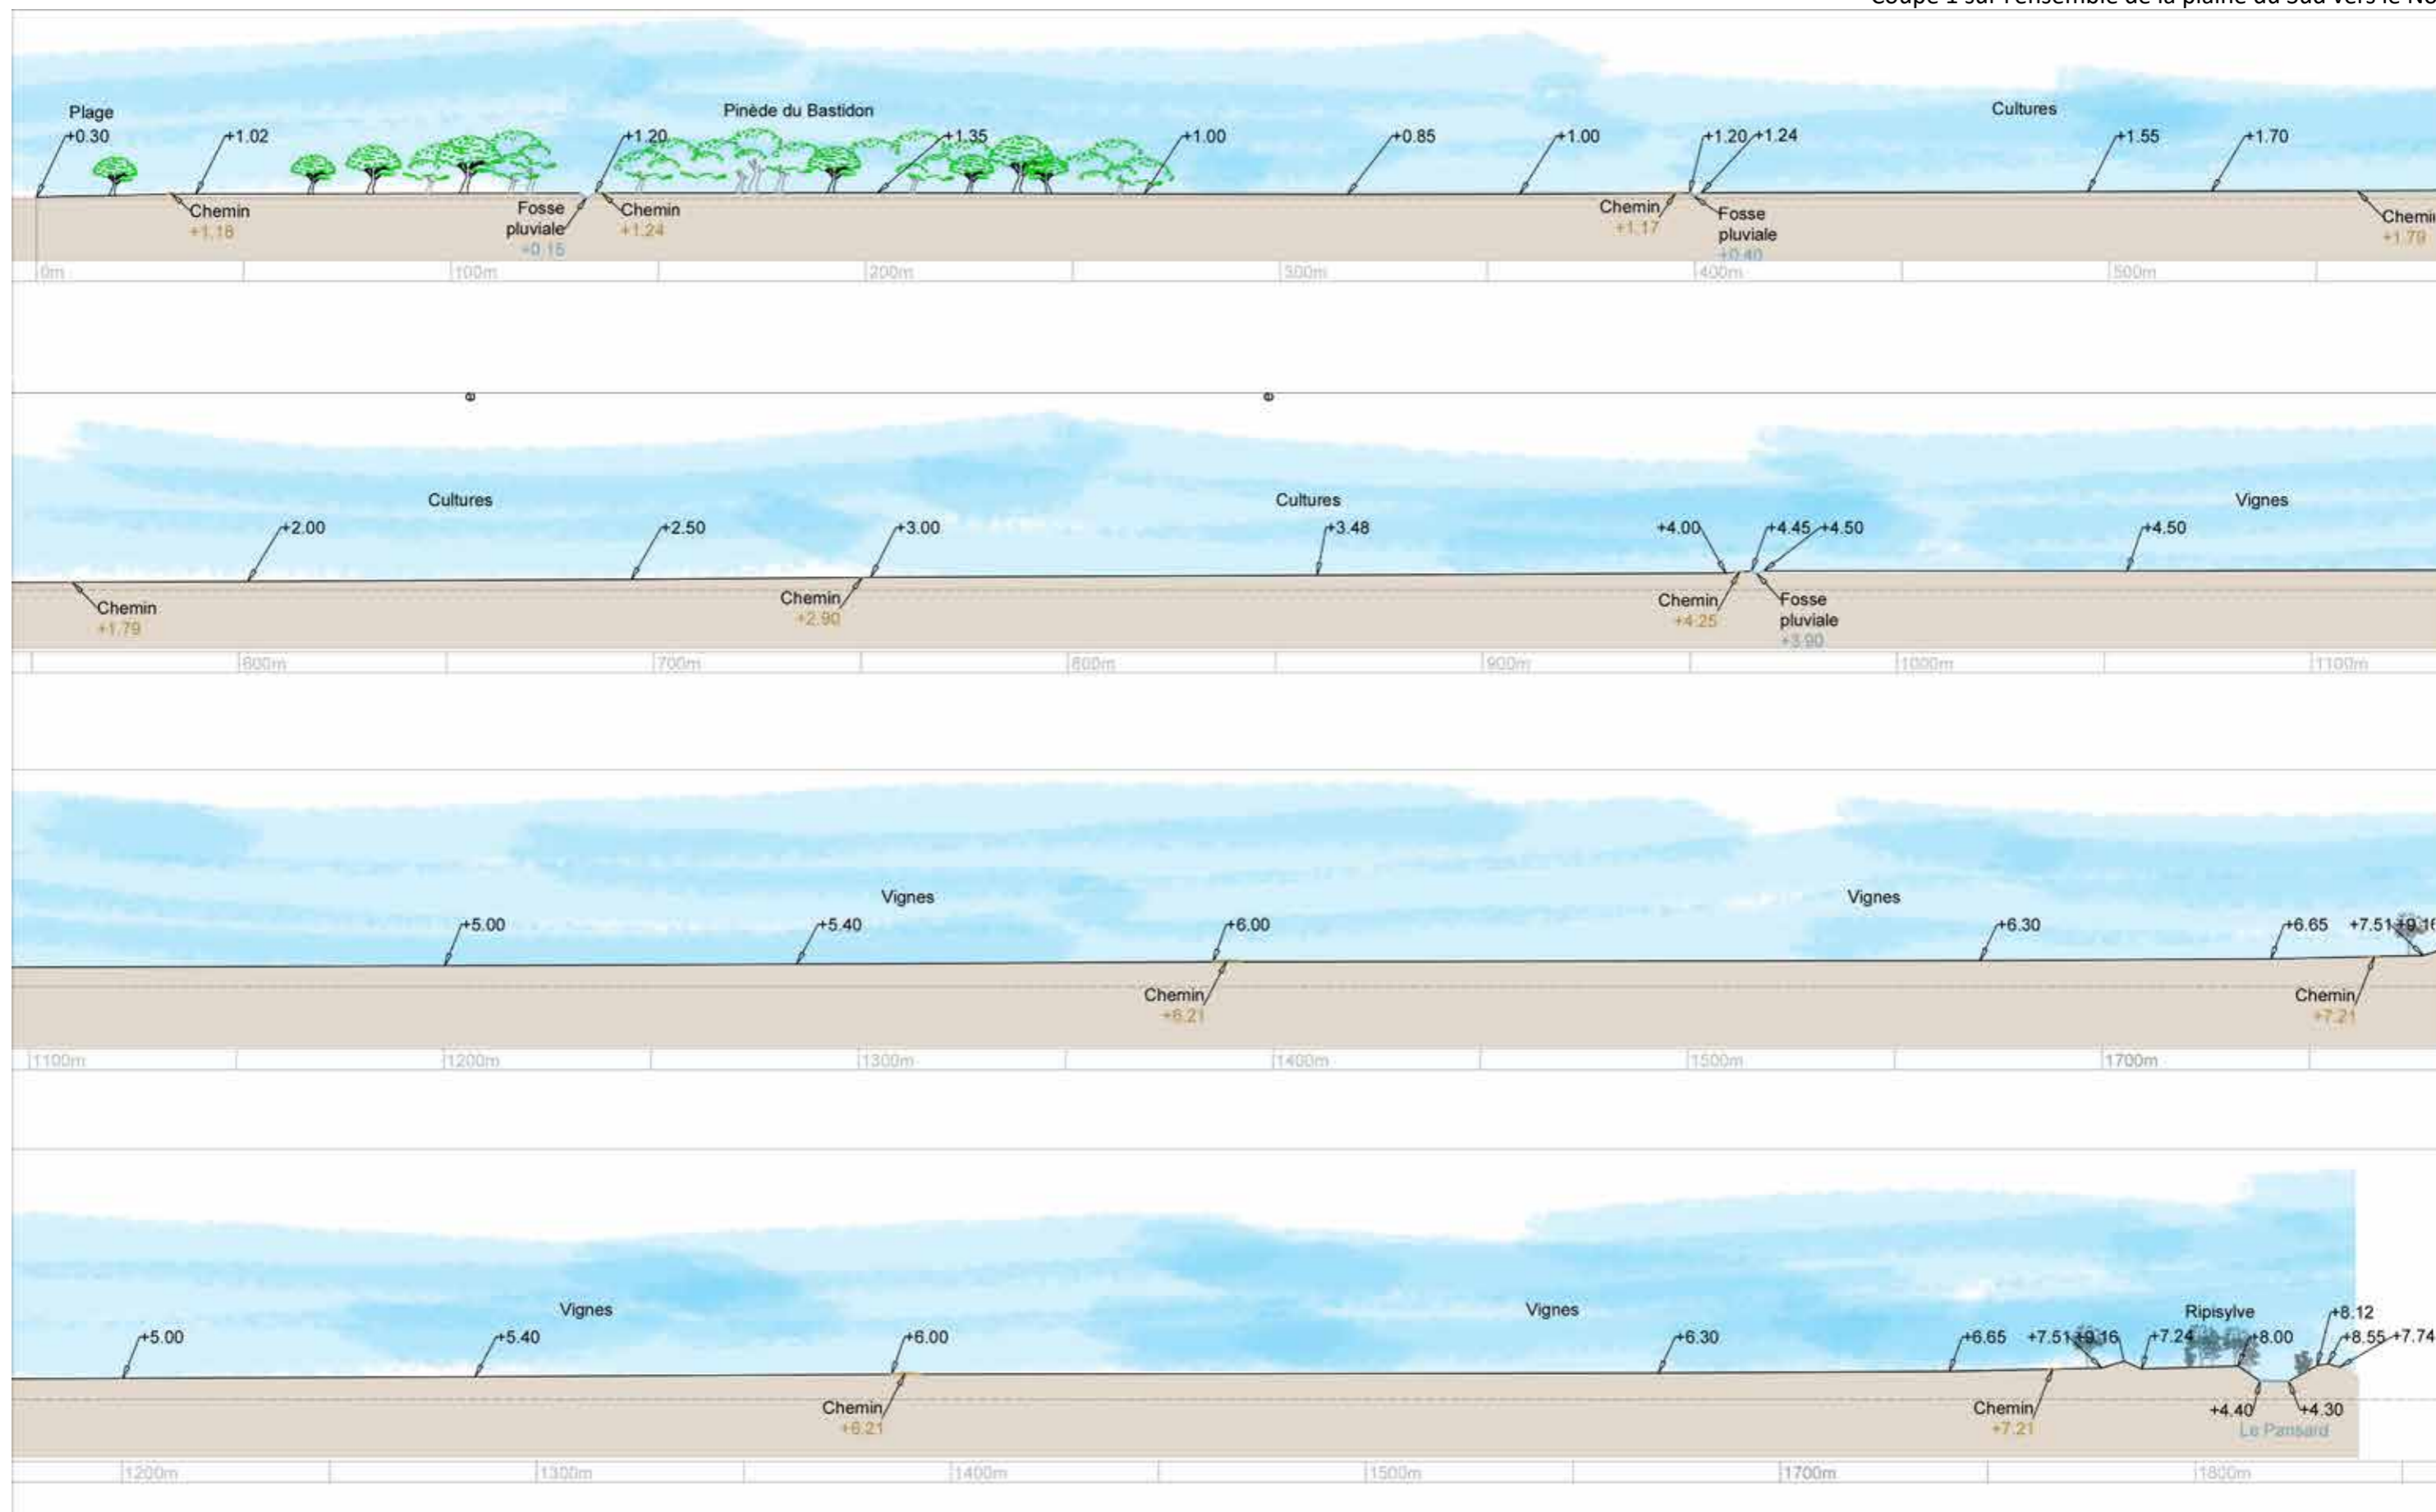 Coupe 1 sur l'ensemble de la plaine du Sud vers le No
Plage
Pinède du Bastidon
Cultures
+0.30 +1.02 +1.20 +1.35 +1.00 +0.85 +1.00 +1.20 +1.24 +1.55 +1.70
Chemin
+1.18
Fosse
pluviale
+0.15
Chemin
+1.24
Chemin
+1.17
Fosse
pluviale
+0.40
Chemi
+1.79
0m 100m 200m 300m 400m 500m
e e
Cultures Cultures Vignes
+2.00 +2.50 +3.00 +3.48 +4.00 +4.45 +4.50 +4.50
Chemin
+1.79
Chemin
+2.90
Chemin
+4.25
Fosse
pluviale
+3.90
600m 700m 800m 900m 1000m 1100m
Vignes Vignes
+5.00 +5.40 +6.00 +6.30 +6.65 +7.51 +9.16
Chemin
+6.21
Chemin
+7.21
1100m 1200m 1300m 1400m 1500m 1700m
Vignes Vignes Ripisylve +8.12
+5.00 +5.40 +6.00 +6.30 +6.65 +7.51 +9.16 +7.24 +8.00 +8.55 +7.74
Chemin
+6.21
Chemin
+7.21
+4.40 +4.30
Le Pansard
1200m 1300m 1400m 1500m 1700m 1800m